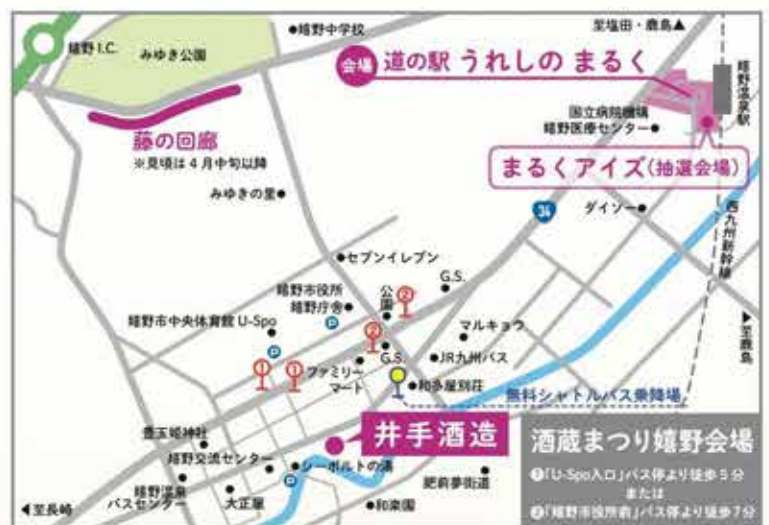 嬉野I.C.
みゆき公園
●嬉野中学校
至塩田・鹿島▲
会場 道の駅 うれしの まるく
嬉野温泉駅
国立病院機構
嬉野医療センター●
藤の回廊
※見頃は4月中旬以降
まるくアイズ(抽選会場)
みゆきの里●
34
ダイソー●
西九州新幹線
●セブンイレブン
G.S.
嬉野市役所
嬉野庁舎●
公園
②
嬉野市中央体育館 U-Spo
P
②
マルキョウ
▶至鹿島
P
G.S.
●JR九州バス
①
①
ファミリー
マート
●和多屋別荘
無料シャトルバス乗降場
井手酒造
豊玉姫神社
嬉野交流センター
●シーボルトの湯
P
嬉野温泉
バスセンター
大正屋
肥前夢街道
●和楽園
◀至長崎
酒蔵まつり嬉野会場
❶「U-Spo入口」バス停より徒歩5分
または
❷「嬉野市役所前」バス停より徒歩7分